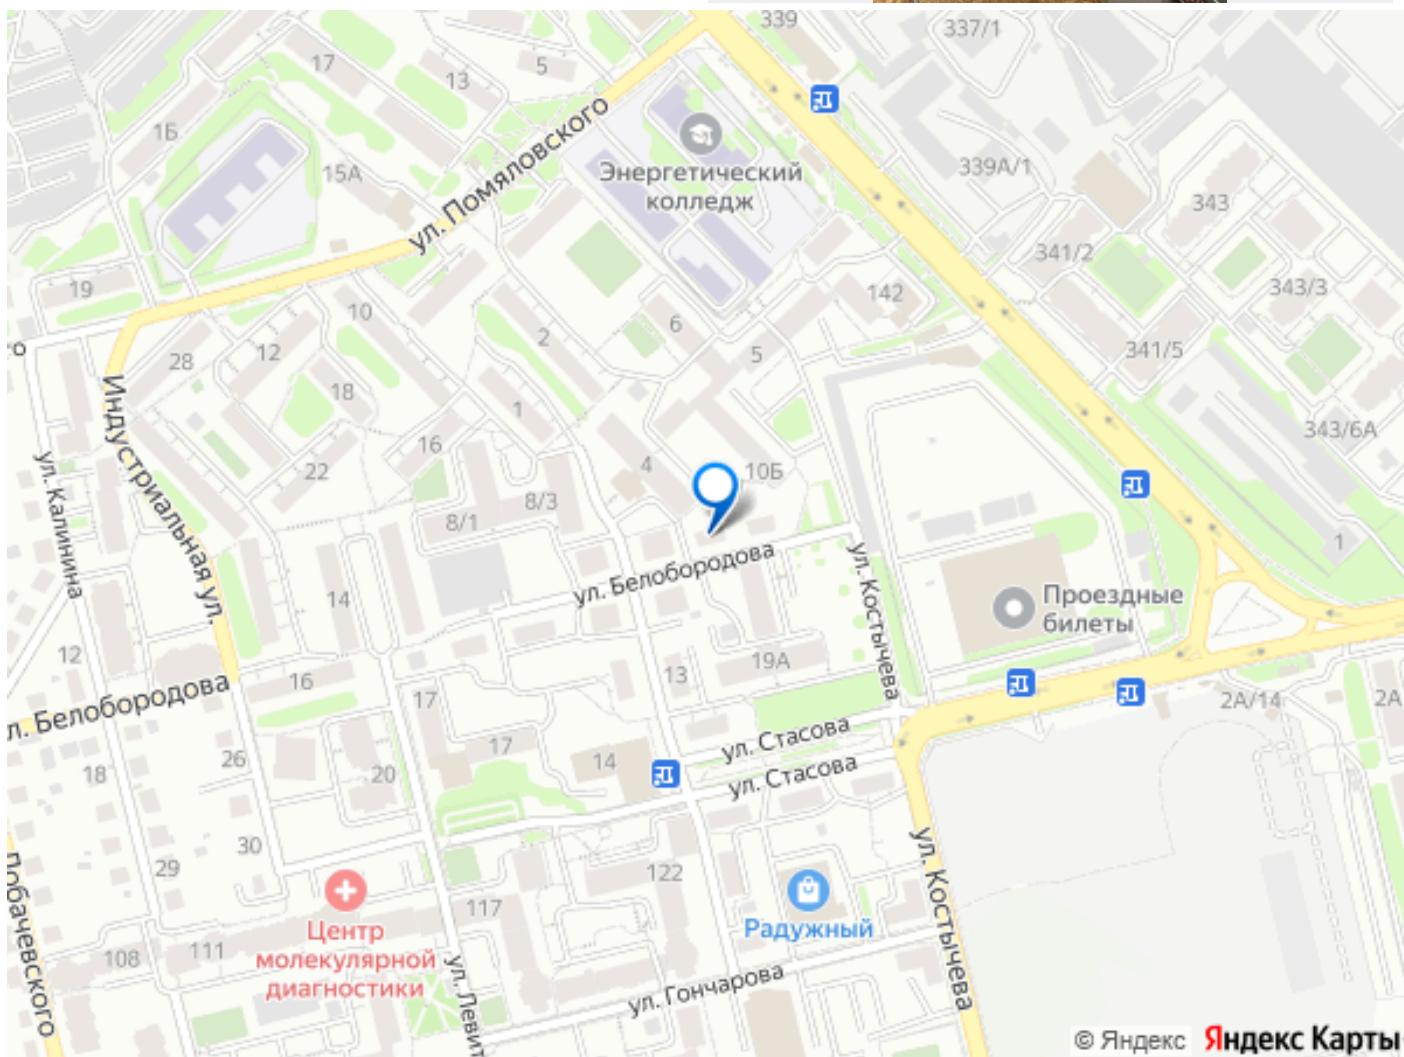 339
337/1
17
13
5
1Б
15А
ул. Помяловского
Энергетический
колледж
339А/1
343
341/2
343/3
142
341/5
343/6А
19
о
28
10
12
18
2
6
5
1
16
22
4
10Б
8/3
8/1
1
Индустриальная ул.
ул. Калинина
14
ул. Белобородова
ул. Костычева
Проездные
билеты
12
16
17
13
19А
2А/14
2А
л. Белобородова
26
18
20
17
14
ул. Стасова
ул. Стасова
30
29
122
117
111
108
Центр
молекулярной
диагностики
Радужный
ул. Костычева
Лобачевского
ул. Левит
ул. Гончарова
© Яндекс Яндекс Карты